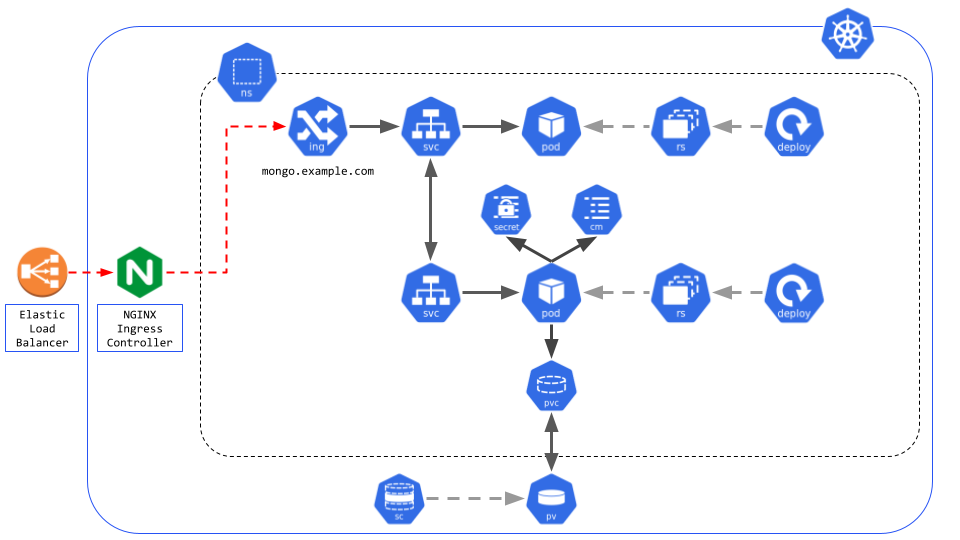 ns
ing
svc
pod
rs
deploy
mongo.example.com
secret
cm
Elastic
Load
Balancer
N
NGINX
Ingress
Controller
svc
pod
rs
deploy
pvc
sc
pv